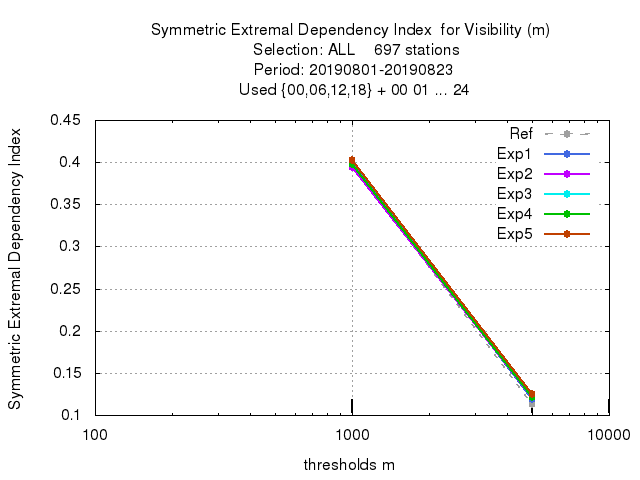 Symmetric Extremal Dependency Index  for Visibility (m)
Selection: ALL    697 stations
Period: 20190801-20190823
Used {00,06,12,18} + 00 01 ... 24
Symmetric Extremal Dependency Index
0.45
0.4
0.35
0.3
0.25
0.2
0.15
0.1
Ref
Exp1
Exp2
Exp3
Exp4
Exp5
100
1000
10000
thresholds m